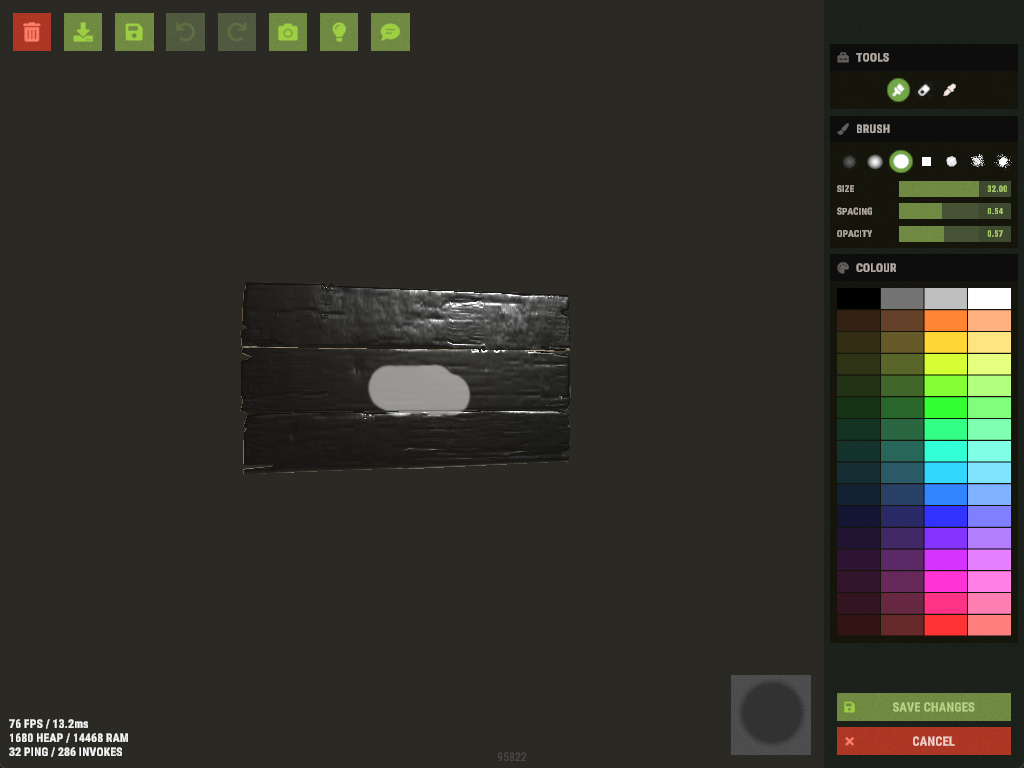 TOOLS
BRUSH
SIZE 32.00
SPACING 0.54
OPACITY 0.57
COLOUR
SAVE CHANGES
CANCEL
76 FPS / 13.2ms
1680 HEAP / 14468 RAM
32 PING / 286 INVOKES
95822